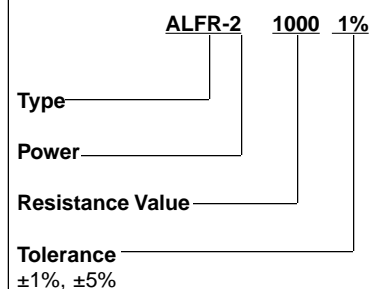 ALFR-2 1000 1%
Type
Power
Resistance Value
Tolerance
±1%, ±5%